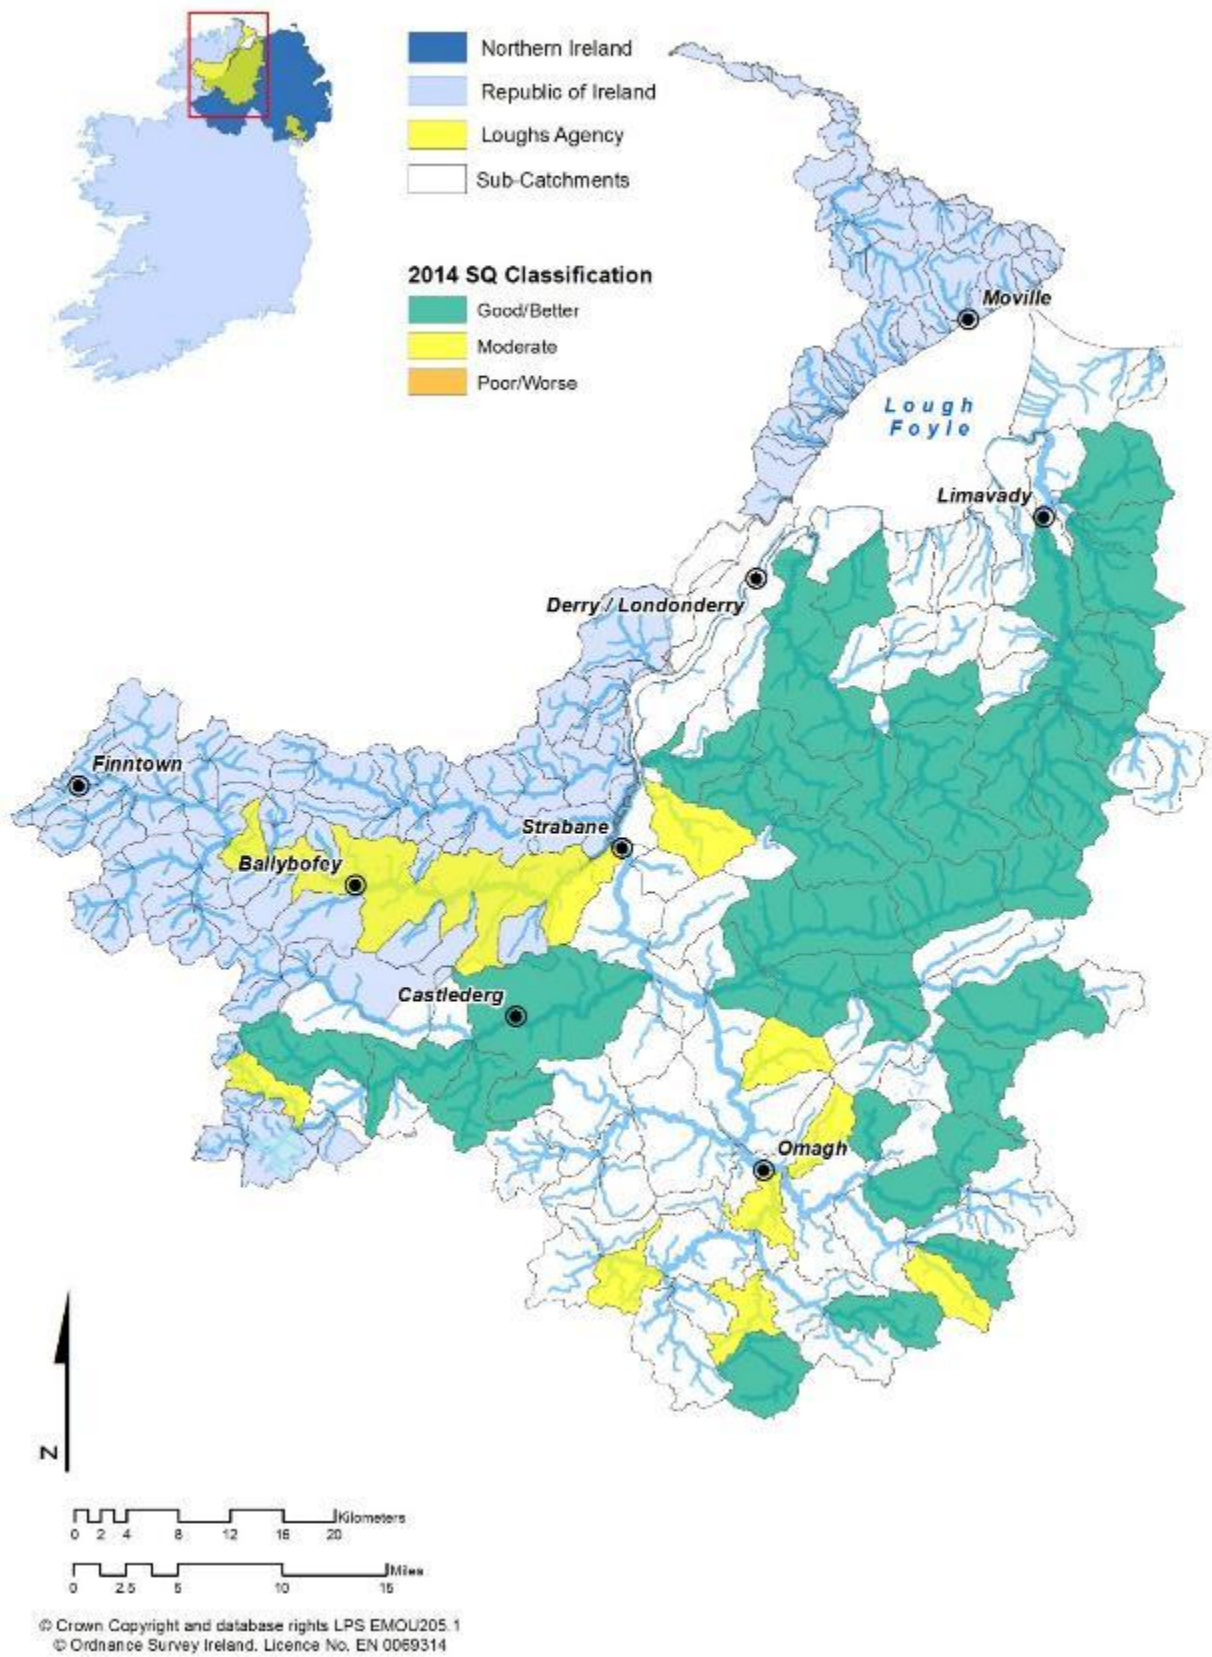 Northern Ireland
Republic of Ireland
Loughs Agency
Sub-Catchments
2014 SQ Classification
Good/Better
Moderate
Poor/Worse
Moville
Lough
Foyle
Limavady
Derry / Londonderry
Finntown
Strabane
Ballybofey
Castlederg
Omagh
N
Kilometers
0 2 4 8 12 16 20
Miles
0 2.5 5 10 15
© Crown Copyright and database rights LPS EMOU205.1
© Ordnance Survey Ireland. Licence No. EN 0069314